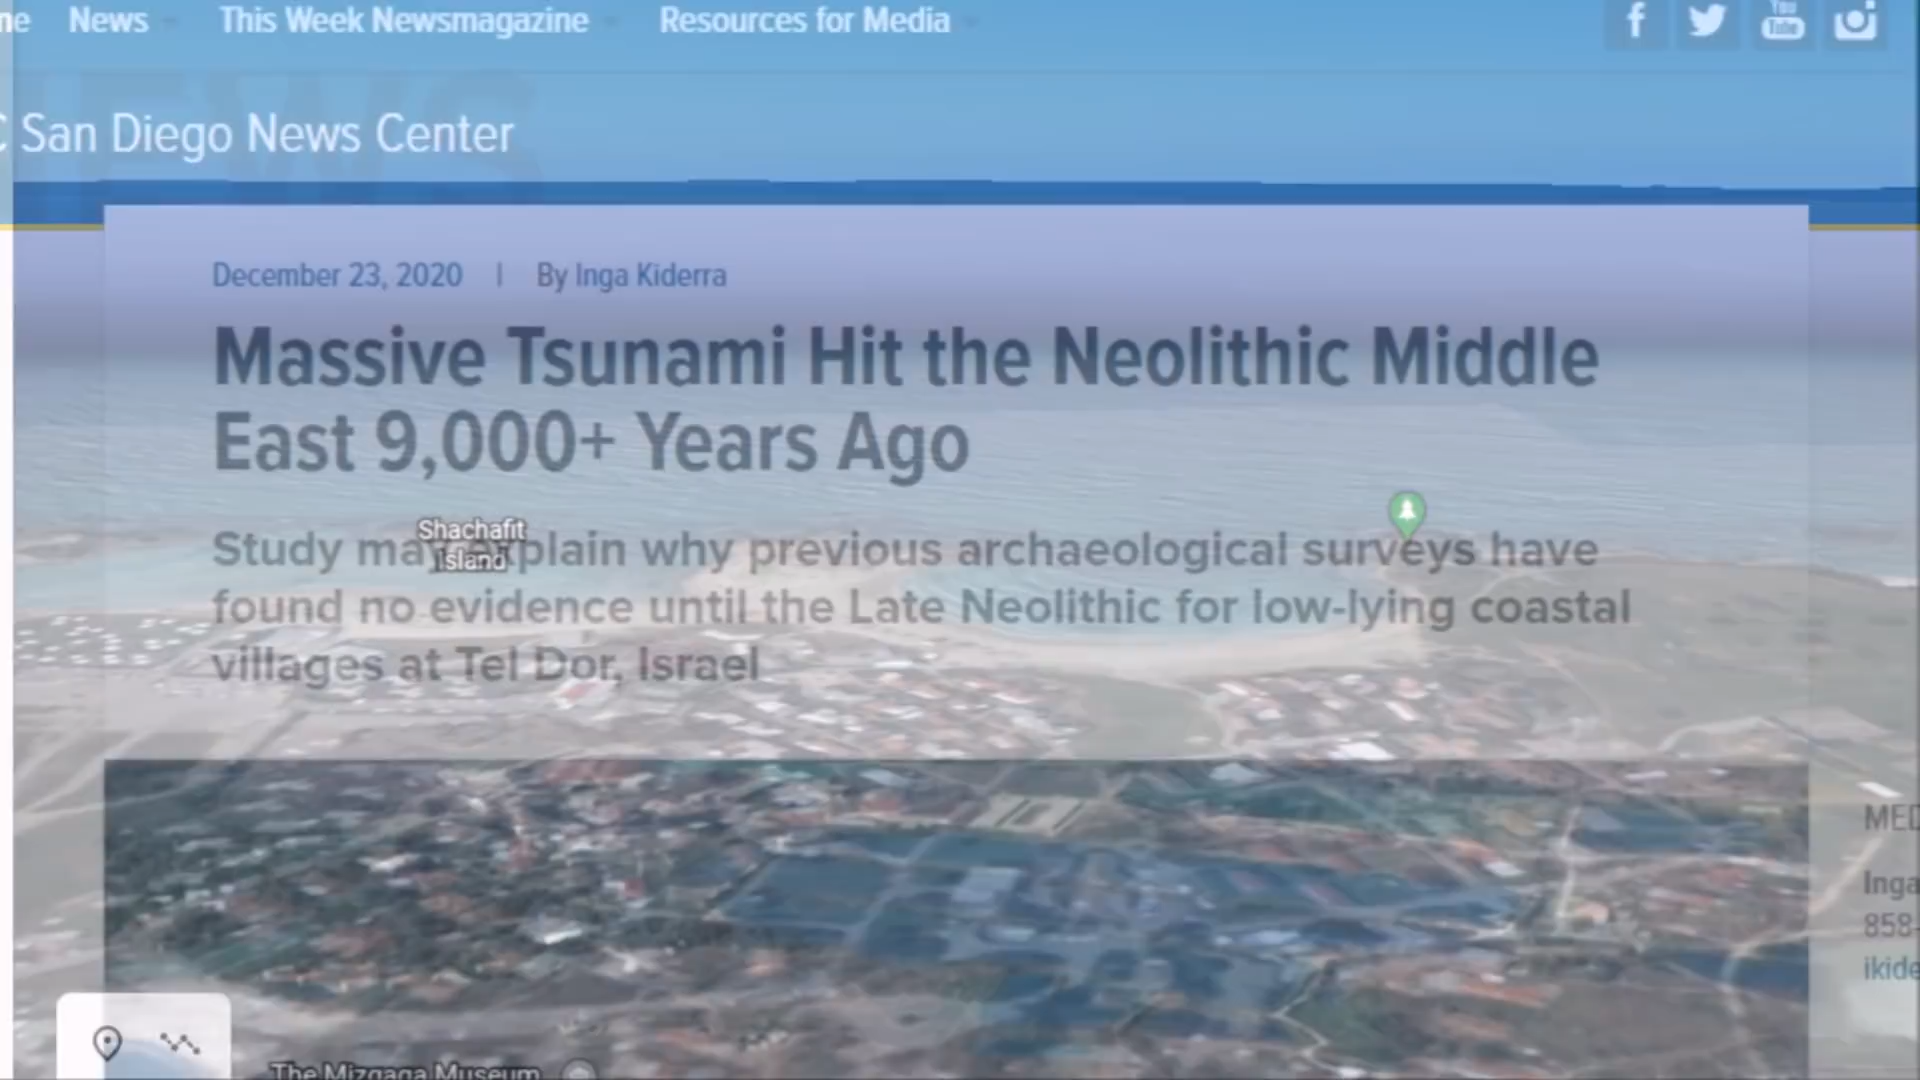 News This Week Newsmagazine Resources for Media
San Diego News Center
December 23, 2020 | By Inga Kiderra
Massive Tsunami Hit the Neolithic Middle
East 9,000+ Years Ago
Shachafit
Island
Study may explain why previous archaeological surveys have
found no evidence until the Late Neolithic for low-lying coastal
villages at Tel Dor, Israel
Inga
858-
The Mizgaga Museum